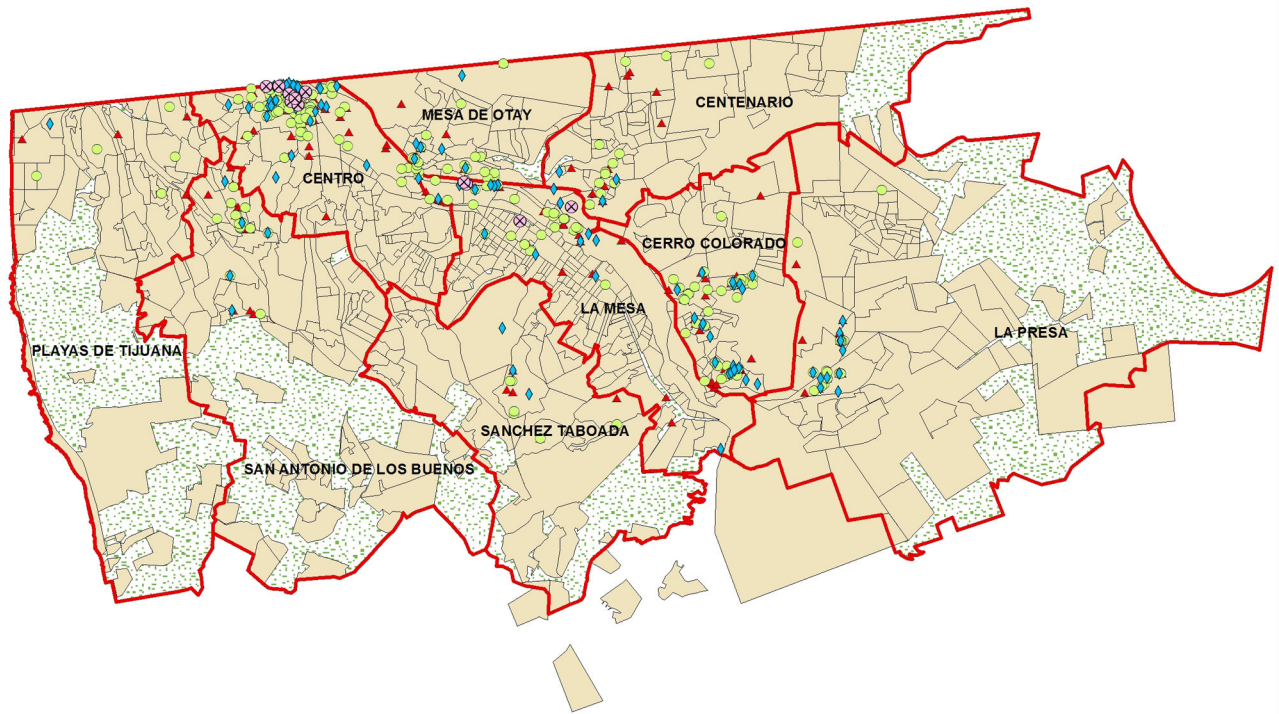 CENTENARIO
MESA DE OTAY
CENTRO
CERRO COLORADO
LA MESA
LA PRESA
PLAYAS DE TIJUANA
SANCHEZ TABOADA
SAN ANTONIO DE LOS BUENOS